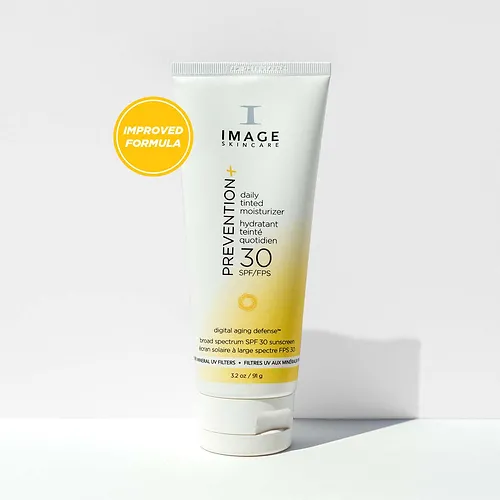 IMPROVED
FORMULA
I
IMAGE
SKINCARE
PREVENTION+
daily
tinted
moisturizer
hydratant
teinté
quotidien
30
SPF/FPS
digital aging defense™
broad spectrum SPF 30 sunscreen
écran solaire à large spectre FPS 30
MINERAL UV FILTERS • FILTRES UV AUX
3.2 oz / 91 g